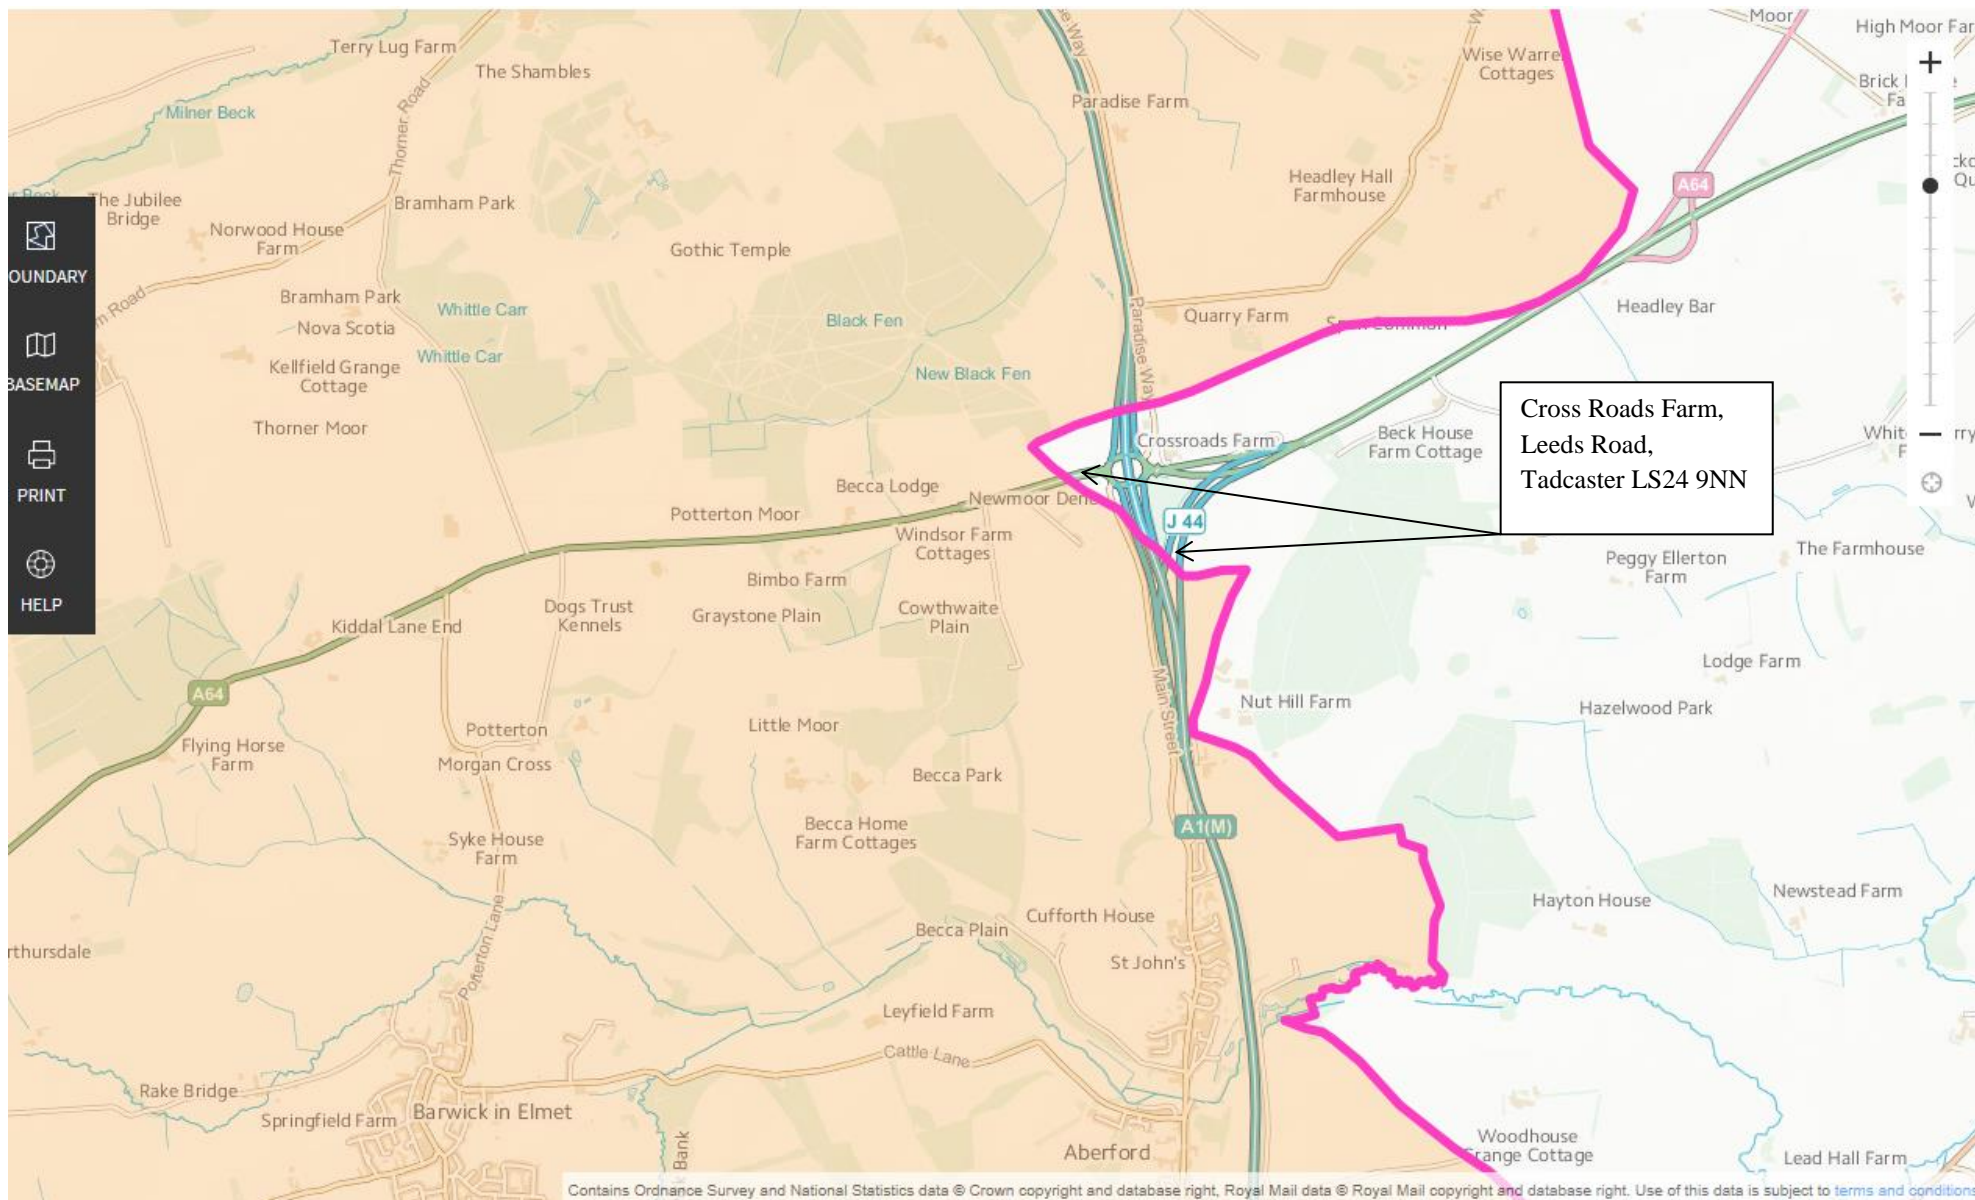 Moor
High Moor Far
Terry Lug Farm
The Shambles
Wise Warre
Cottages
Paradise Farm
Brick
Fa
Milner Beck
Thorner Road
Headley Hall
Farmhouse
A64
The Jubilee
Bridge
Bramham Park
Norwood House
Farm
Gothic Temple
OUNDARY
Bramham Park
Nova Scotia
Whittle Carr
Black Fen
Paradise Way
Quarry Farm
Headley Bar
BASEMAP
Whittle Car
Kellfield Grange
Cottage
New Black Fen
Thorner Moor
Crossroads Farm
Beck House
Farm Cottage
Cross Roads Farm,
Leeds Road,
Tadcaster LS24 9NN
PRINT
Becca Lodge
Newmoor Dene
Potterton Moor
J 44
Windsor Farm
Cottages
Peggy Ellerton
Farm
The Farmhouse
Bimbo Farm
HELP
Dogs Trust
Kennels
Graystone Plain
Cowthwaite
Plain
Kiddal Lane End
Lodge Farm
A64
Main Street
Nut Hill Farm
Hazelwood Park
Potterton
Little Moor
Flying Horse
Farm
Morgan Cross
Becca Park
A1(M)
Becca Home
Farm Cottages
Syke House
Farm
Hayton House
Newstead Farm
Potterton Lane
Cufforth House
Becca Plain
rthursdale
St John's
Leyfield Farm
Cattle Lane
Rake Bridge
Springfield Farm
Barwick in Elmet
Bank
Aberford
Woodhouse
Grange Cottage
Lead Hall Farm
Contains Ordnance Survey and National Statistics data © Crown copyright and database right, Royal Mail data © Royal Mail copyright and database right. Use of this data is subject to terms and conditions